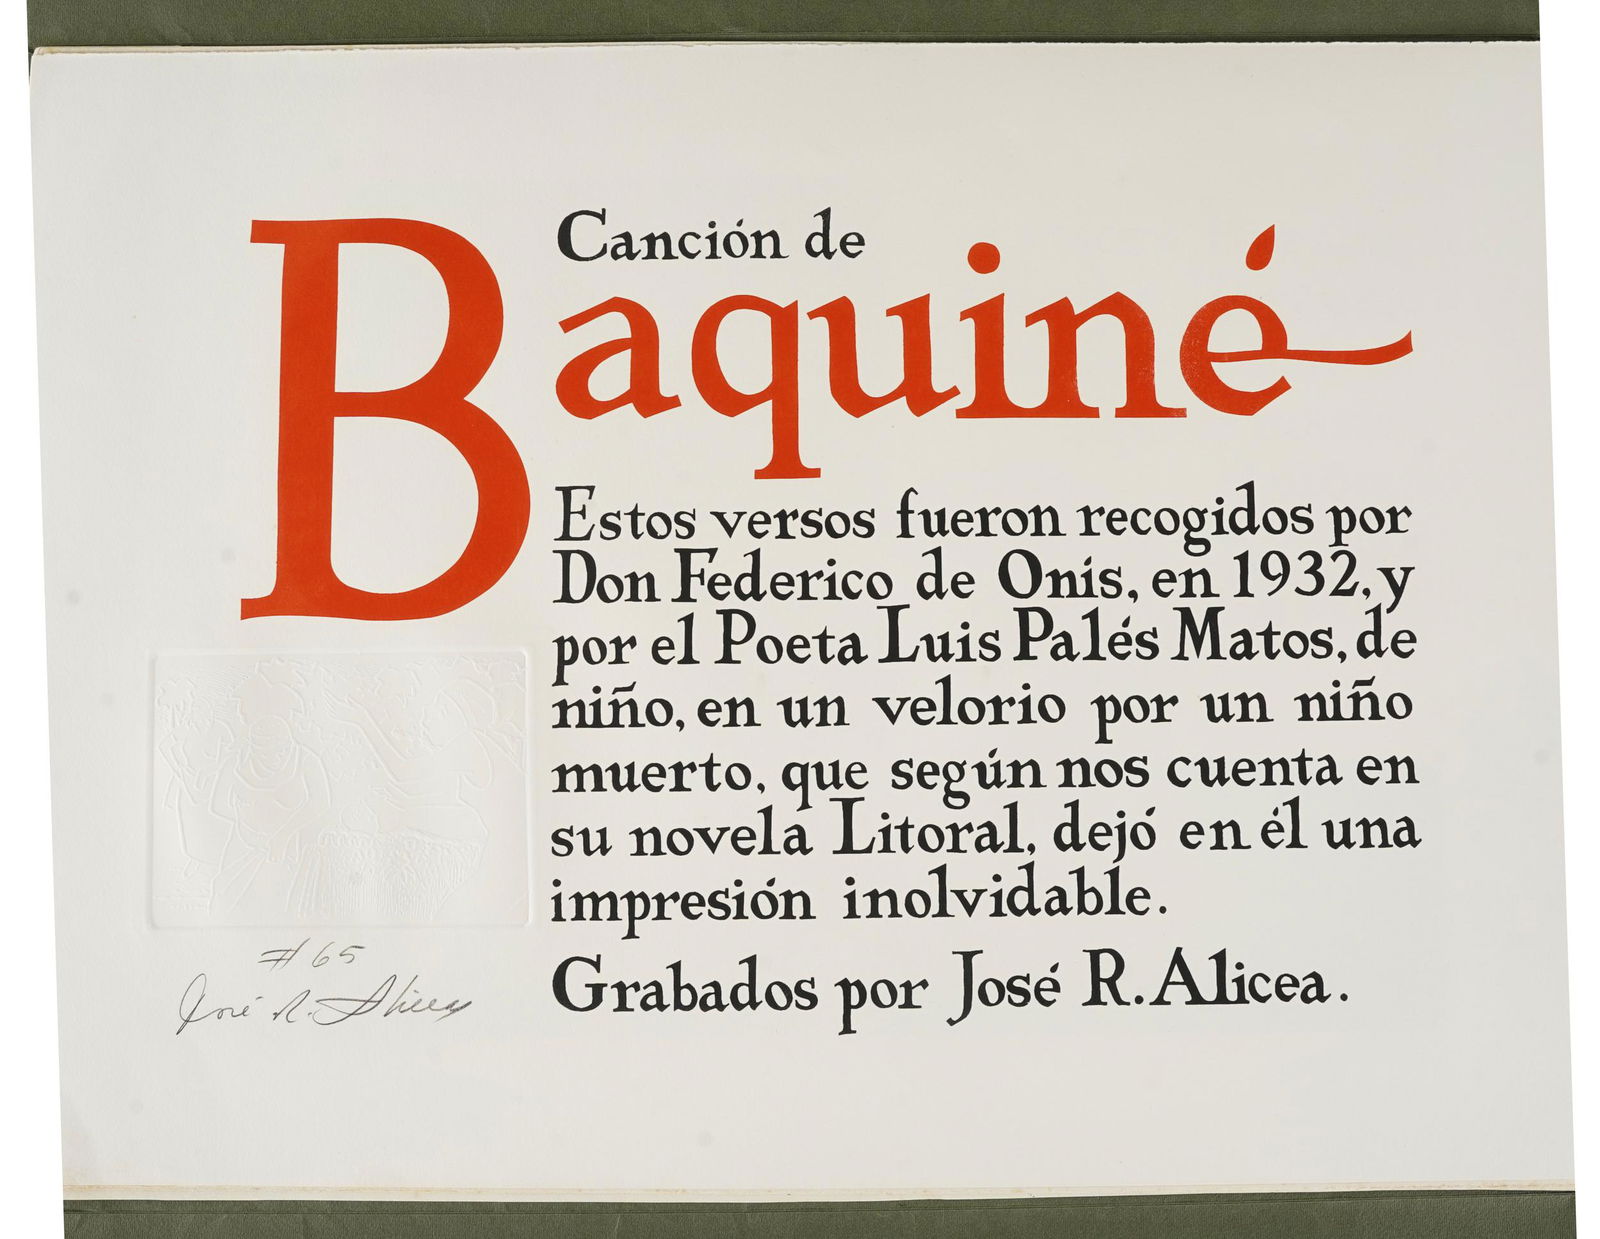 Canción de
Baquiné
Estos versos fueron recogidos por
Don Federico de Onís, en 1932, y
por el Poeta Luis Palés Matos, de
niño, en un velorio por un niño
muerto, que según nos cuenta en
su novela Litoral, dejó en él una
impresión inolvidable.
Grabados por José R. Alicea.
#65
José R. Alicea